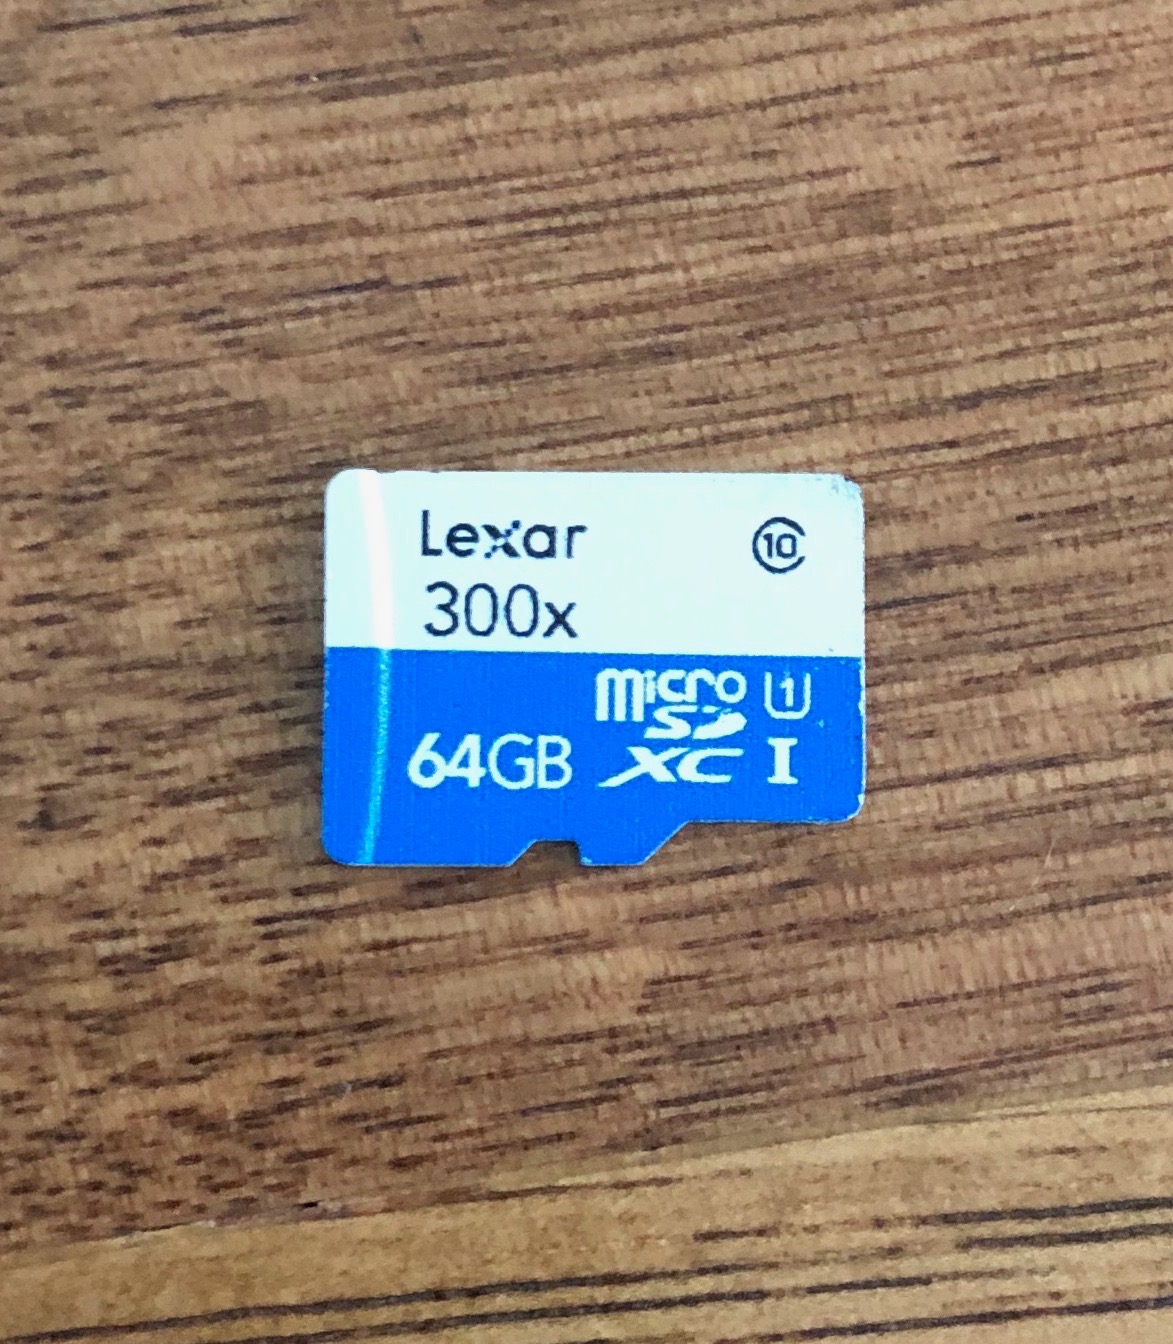 Lexar
10
300x
micro
SD
XC I
1
64GB